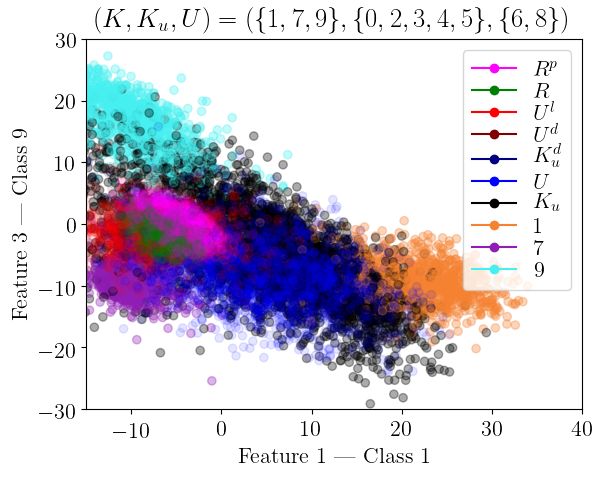 (K, K_u, U) = ({1, 7, 9}, {0, 2, 3, 4, 5}, {6, 8})
30
20
10
0
−10
−20
−30
−10
0
10
20
30
40
Feature 3 — Class 9
Feature 1 — Class 1
R^p
R
U^l
U^d
K_u^d
U
K_u
1
7
9